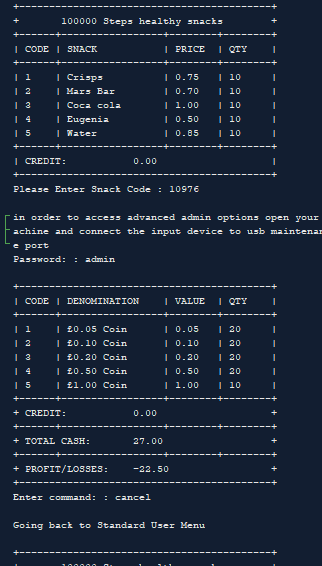 +-------------------------------------------+
+ 100000 Steps healthy snacks +
+------+----------------+--------+--------+
| CODE | SNACK | PRICE | QTY |
+------+----------------+--------+--------+
| 1 | Crisps | 0.75 | 10 |
| 2 | Mars Bar | 0.70 | 10 |
| 3 | Coca cola | 1.00 | 10 |
| 4 | Eugenia | 0.50 | 10 |
| 5 | Water | 0.85 | 10 |
+------+----------------+--------+--------+
| CREDIT: 0.00 |
+-------------------------------------------+
Please Enter Snack Code : 10976
in order to access advanced admin options open your
achine and connect the input device to usb maintenan
e port
Password: : admin
+-------------------------------------------+
| CODE | DENOMINATION | VALUE | QTY |
+------+----------------+--------+--------+
| 1 | £0.05 Coin | 0.05 | 20 |
| 2 | £0.10 Coin | 0.10 | 20 |
| 3 | £0.20 Coin | 0.20 | 20 |
| 4 | £0.50 Coin | 0.50 | 20 |
| 5 | £1.00 Coin | 1.00 | 10 |
+------+----------------+--------+--------+
+ CREDIT: 0.00 +
+------+----------------+--------+--------+
+ TOTAL CASH: 27.00 +
+------+----------------+--------+--------+
+ PROFIT/LOSSES: -22.50 +
+-------------------------------------------+
Enter command: : cancel
Going back to Standard User Menu
+-------------------------------------------+